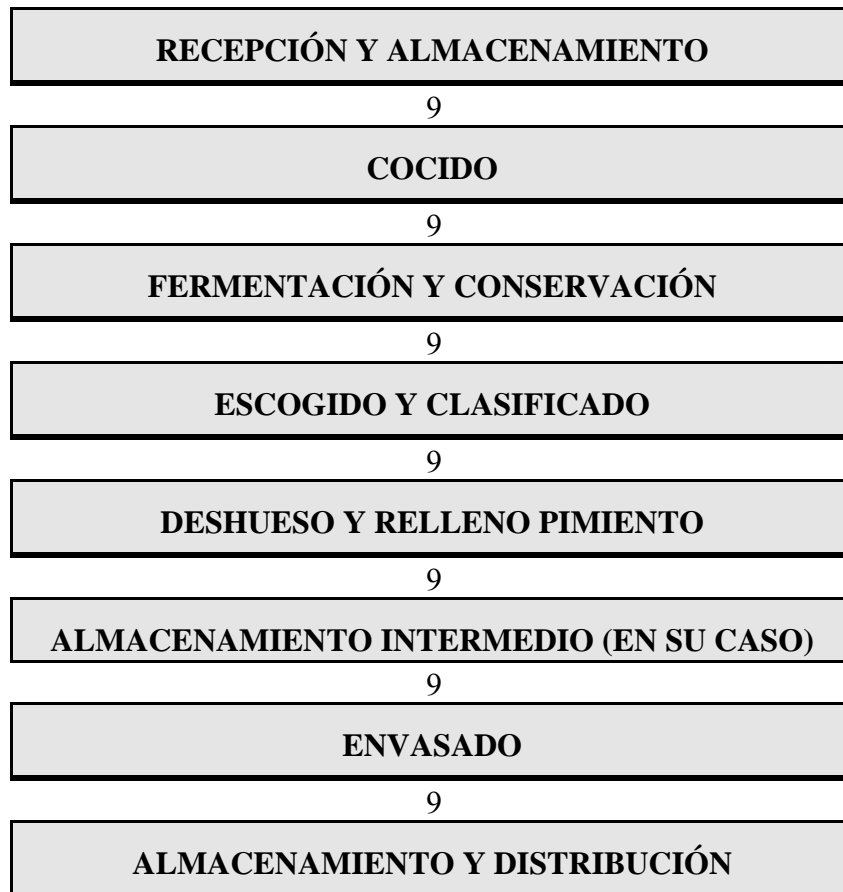 RECEPCIÓN Y ALMACENAMIENTO
9
COCIDO
9
FERMENTACIÓN Y CONSERVACIÓN
9
ESCOGIDO Y CLASIFICADO
9
DESHUESO Y RELLENO PIMIENTO
9
ALMACENAMIENTO INTERMEDIO (EN SU CASO)
9
ENVASADO
9
ALMACENAMIENTO Y DISTRIBUCIÓN